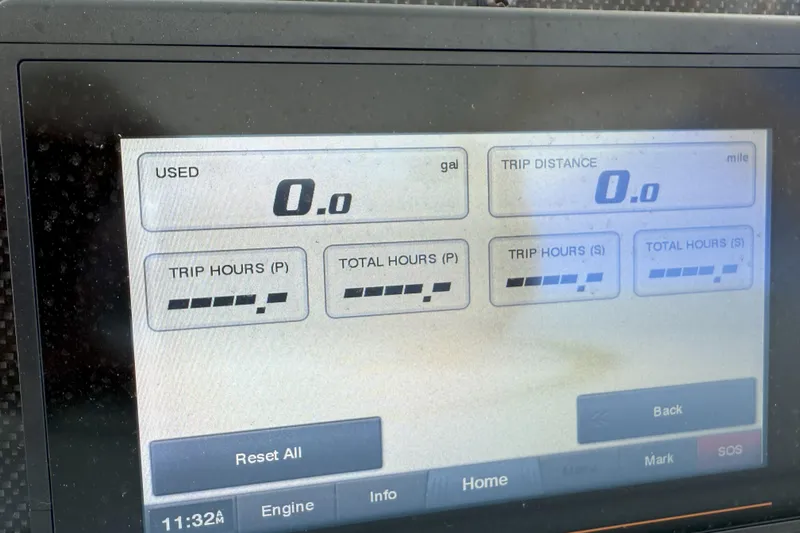 USED gal
0.0
TRIP DISTANCE mile
0.0
TRIP HOURS (P)
----.-
TOTAL HOURS (P)
----.-
TRIP HOURS (S)
----.-
TOTAL HOURS (S)
----.-
Reset All
Back
11:32AM
Engine
Info
Home
Mark
SOS